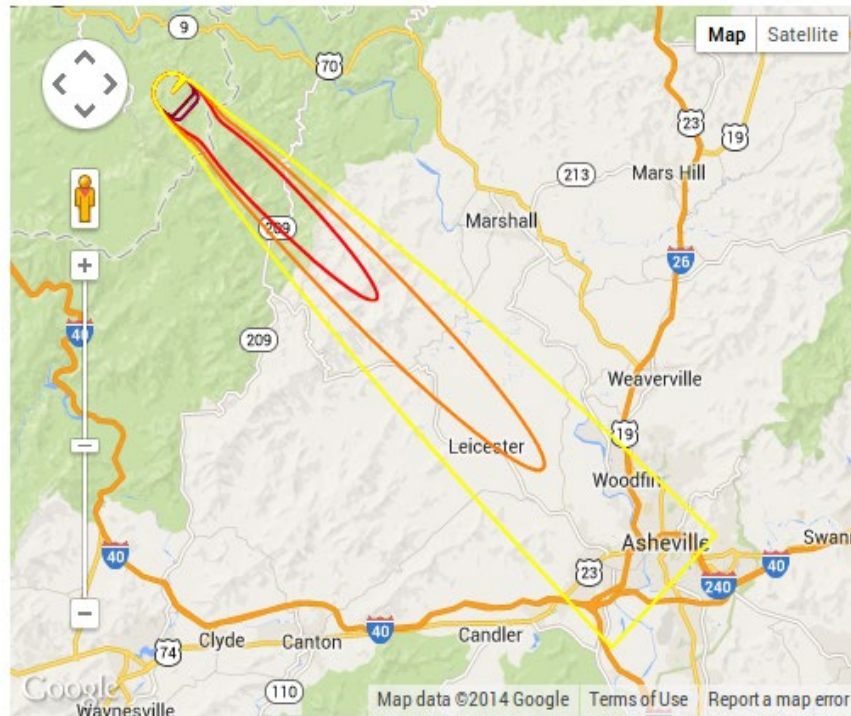 9
Map Satellite
70
23
19
Mars Hill
213
Marshall
209
26
40
209
Weaverville
19
Leicester
Woodfin
Asheville
Swann
40
23
40
240
Clyde Canton
40
Candler
74
Google
110
Waynesville
Map data ©2014 Google Terms of Use Report a map error